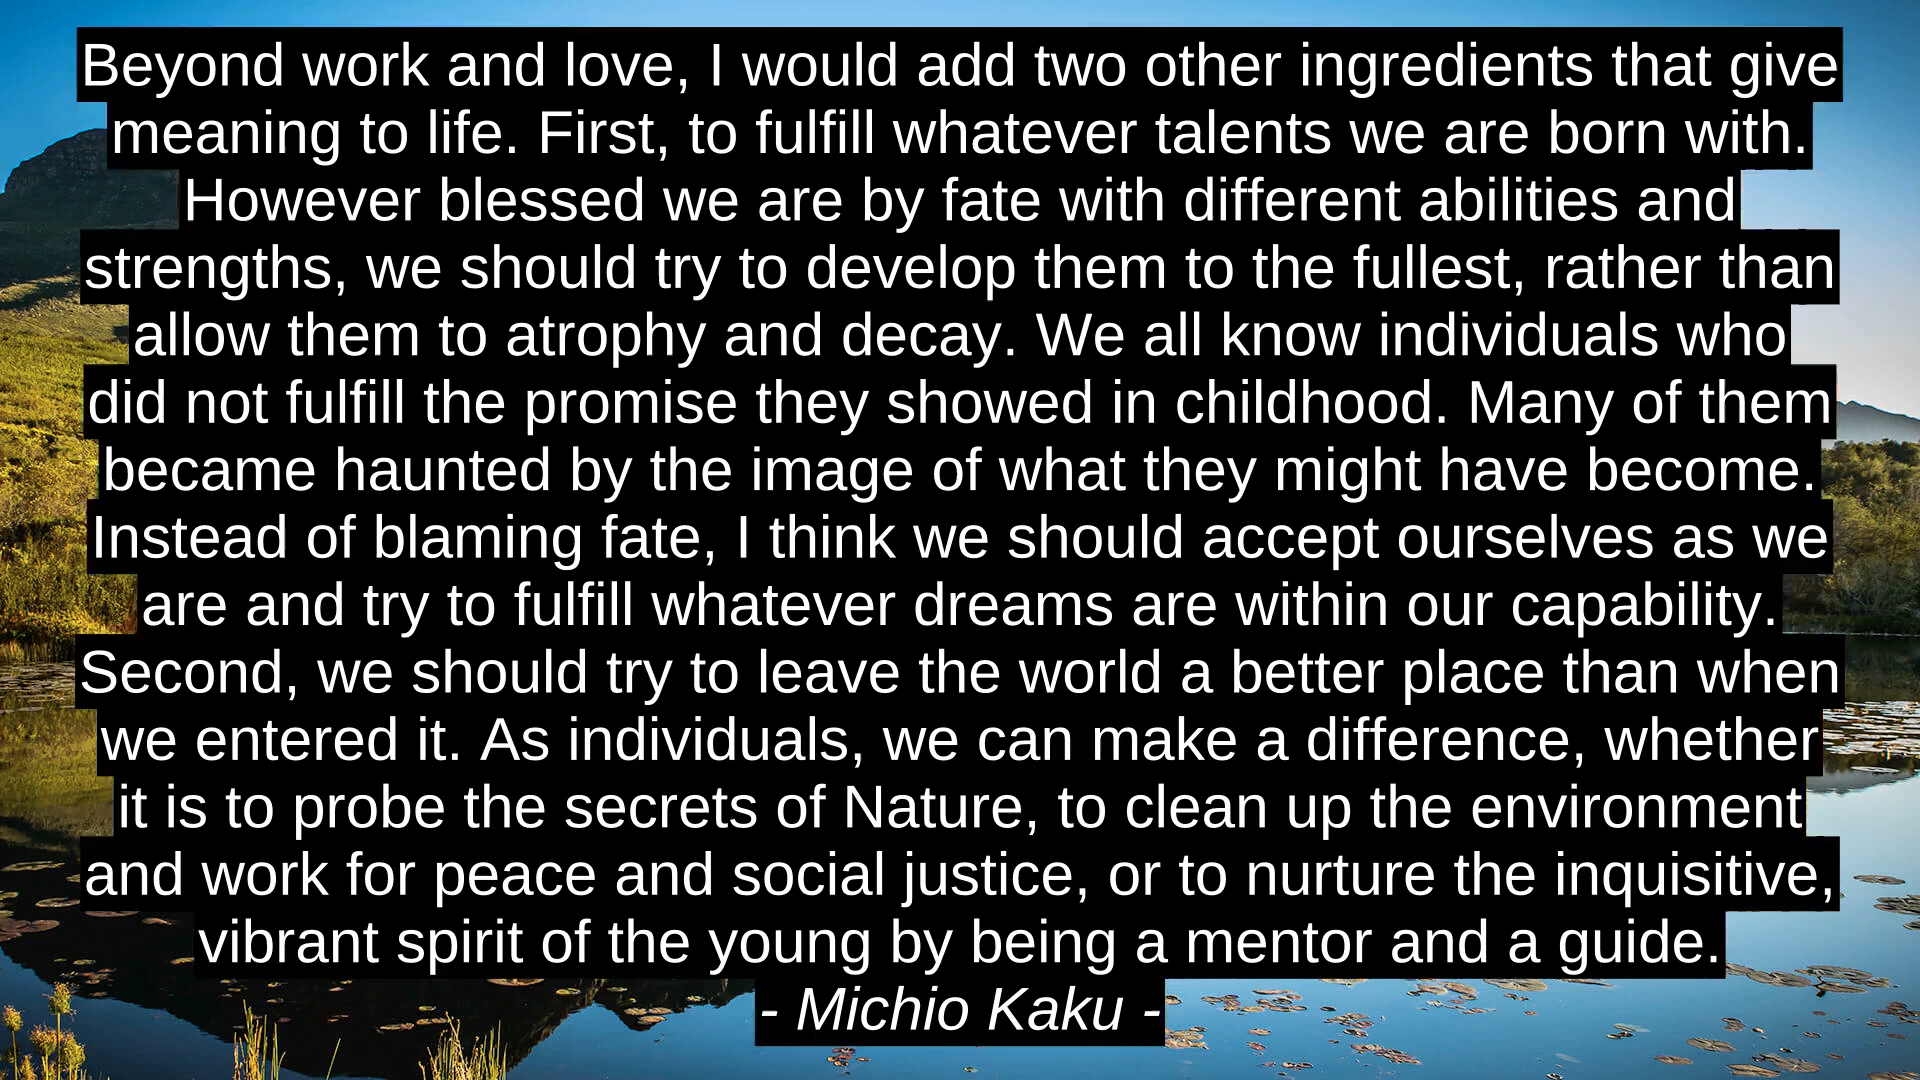 Beyond work and love, I would add two other ingredients that give
meaning to life. First, to fulfill whatever talents we are born with.
However blessed we are by fate with different abilities and
strengths, we should try to develop them to the fullest, rather than
allow them to atrophy and decay. We all know individuals who
did not fulfill the promise they showed in childhood. Many of them
became haunted by the image of what they might have become.
Instead of blaming fate, I think we should accept ourselves as we
are and try to fulfill whatever dreams are within our capability.
Second, we should try to leave the world a better place than when
we entered it. As individuals, we can make a difference, whether
it is to probe the secrets of Nature, to clean up the environment
and work for peace and social justice, or to nurture the inquisitive,
vibrant spirit of the young by being a mentor and a guide.
- Michio Kaku -